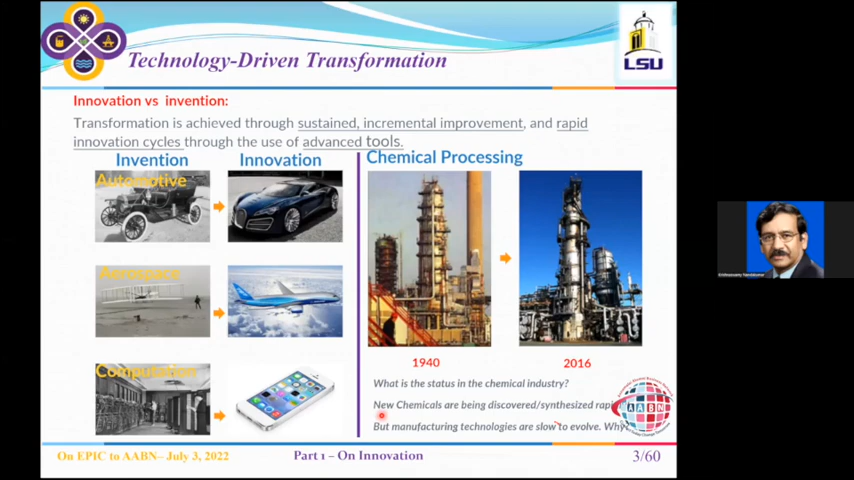 Technology-Driven Transformation
LSU
Innovation vs invention:
Transformation is achieved through sustained, incremental improvement, and rapid
innovation cycles through the use of advanced tools.
Invention
Innovation
Chemical Processing
Automotive
Aerospace
Computation
1940
2016
What is the status in the chemical industry?
New Chemicals are being discovered/synthesized
But manufacturing technologies are slow to evolve. Why
AABN
On EPIC to AABN– July 3, 2022
Part 1 – On Innovation
3/60
Krishnaswamy Nandakumar